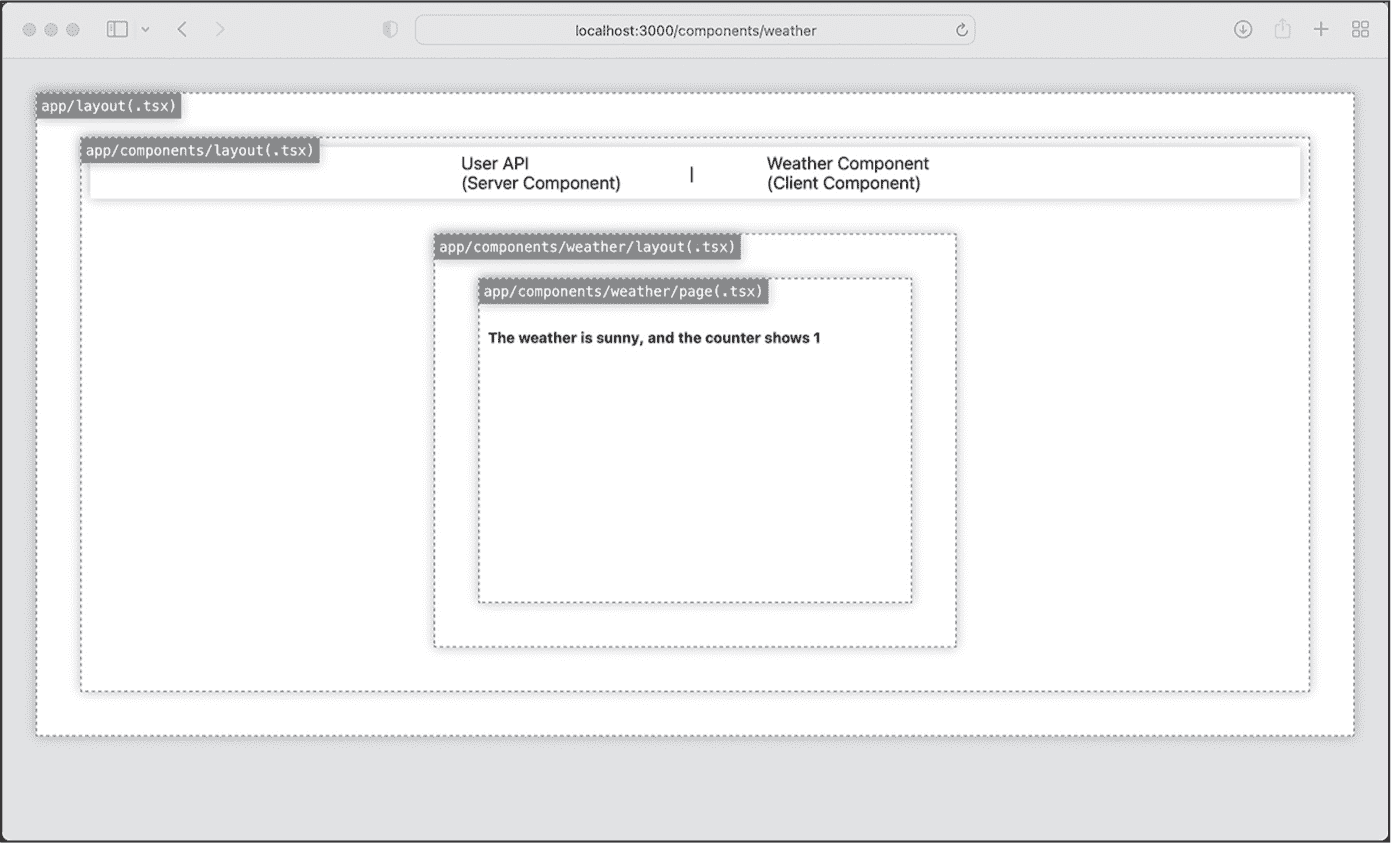 localhost:3000/components/weather
app/layout(.tsx)
app/components/layout(.tsx)
User API
(Server Component)
|
Weather Component
(Client Component)
app/components/weather/layout(.tsx)
app/components/weather/page(.tsx)
The weather is sunny, and the counter shows 1